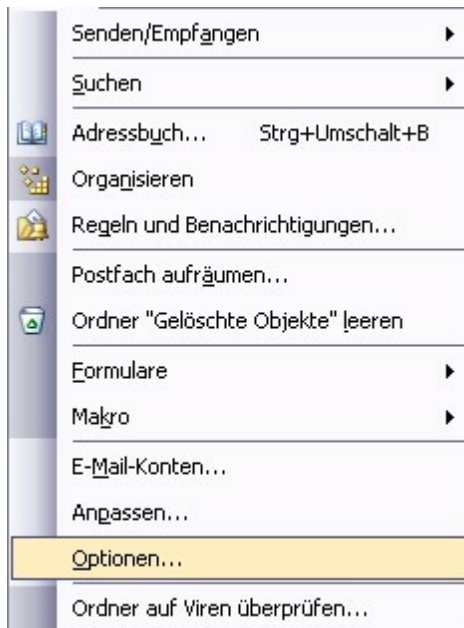 Senden/Empfangen
Suchen
Adressbuch... Strg+Umschalt+B
Organisieren
Regeln und Benachrichtigungen...
Postfach aufräumen...
Ordner "Gelöschte Objekte" leeren
Formulare
Makro
E-Mail-Konten...
Anpassen...
Optionen...
Ordner auf Viren überprüfen...